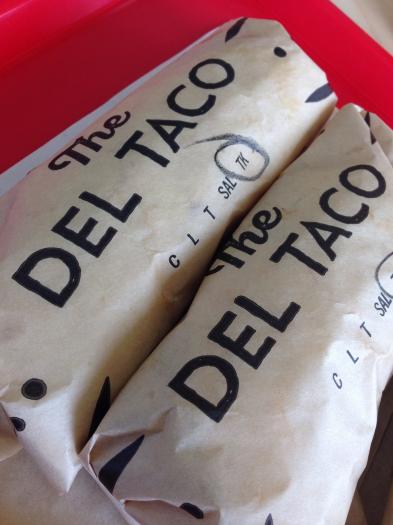 The
DEL TACO
C L T SAL TK
The
DEL TACO
C L T SAL